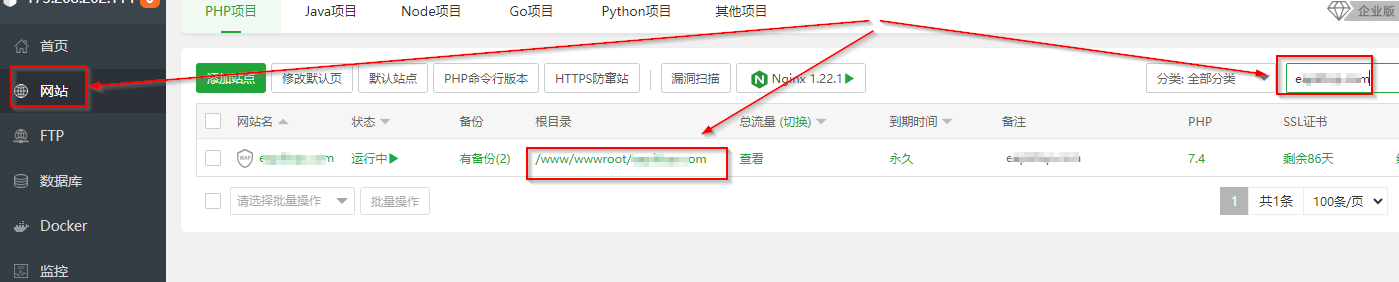 PHP项目 Java项目 Node项目 Go项目 Python项目 其他项目 企业版
首页
网站
FTP
数据库
Docker
监控
添加站点 修改默认页 默认站点 PHP命令行版本 HTTPS防窜站 漏洞扫描 Nginx 1.22.1 分类: 全部分类
网站名 状态 备份 根目录 总流量 (切换) 到期时间 备注 PHP SSL证书
运行中 有备份(2) /www/wwwroot/ 查看 永久 7.4 剩余86天
请选择批量操作 批量操作 1 共1条 100条/页